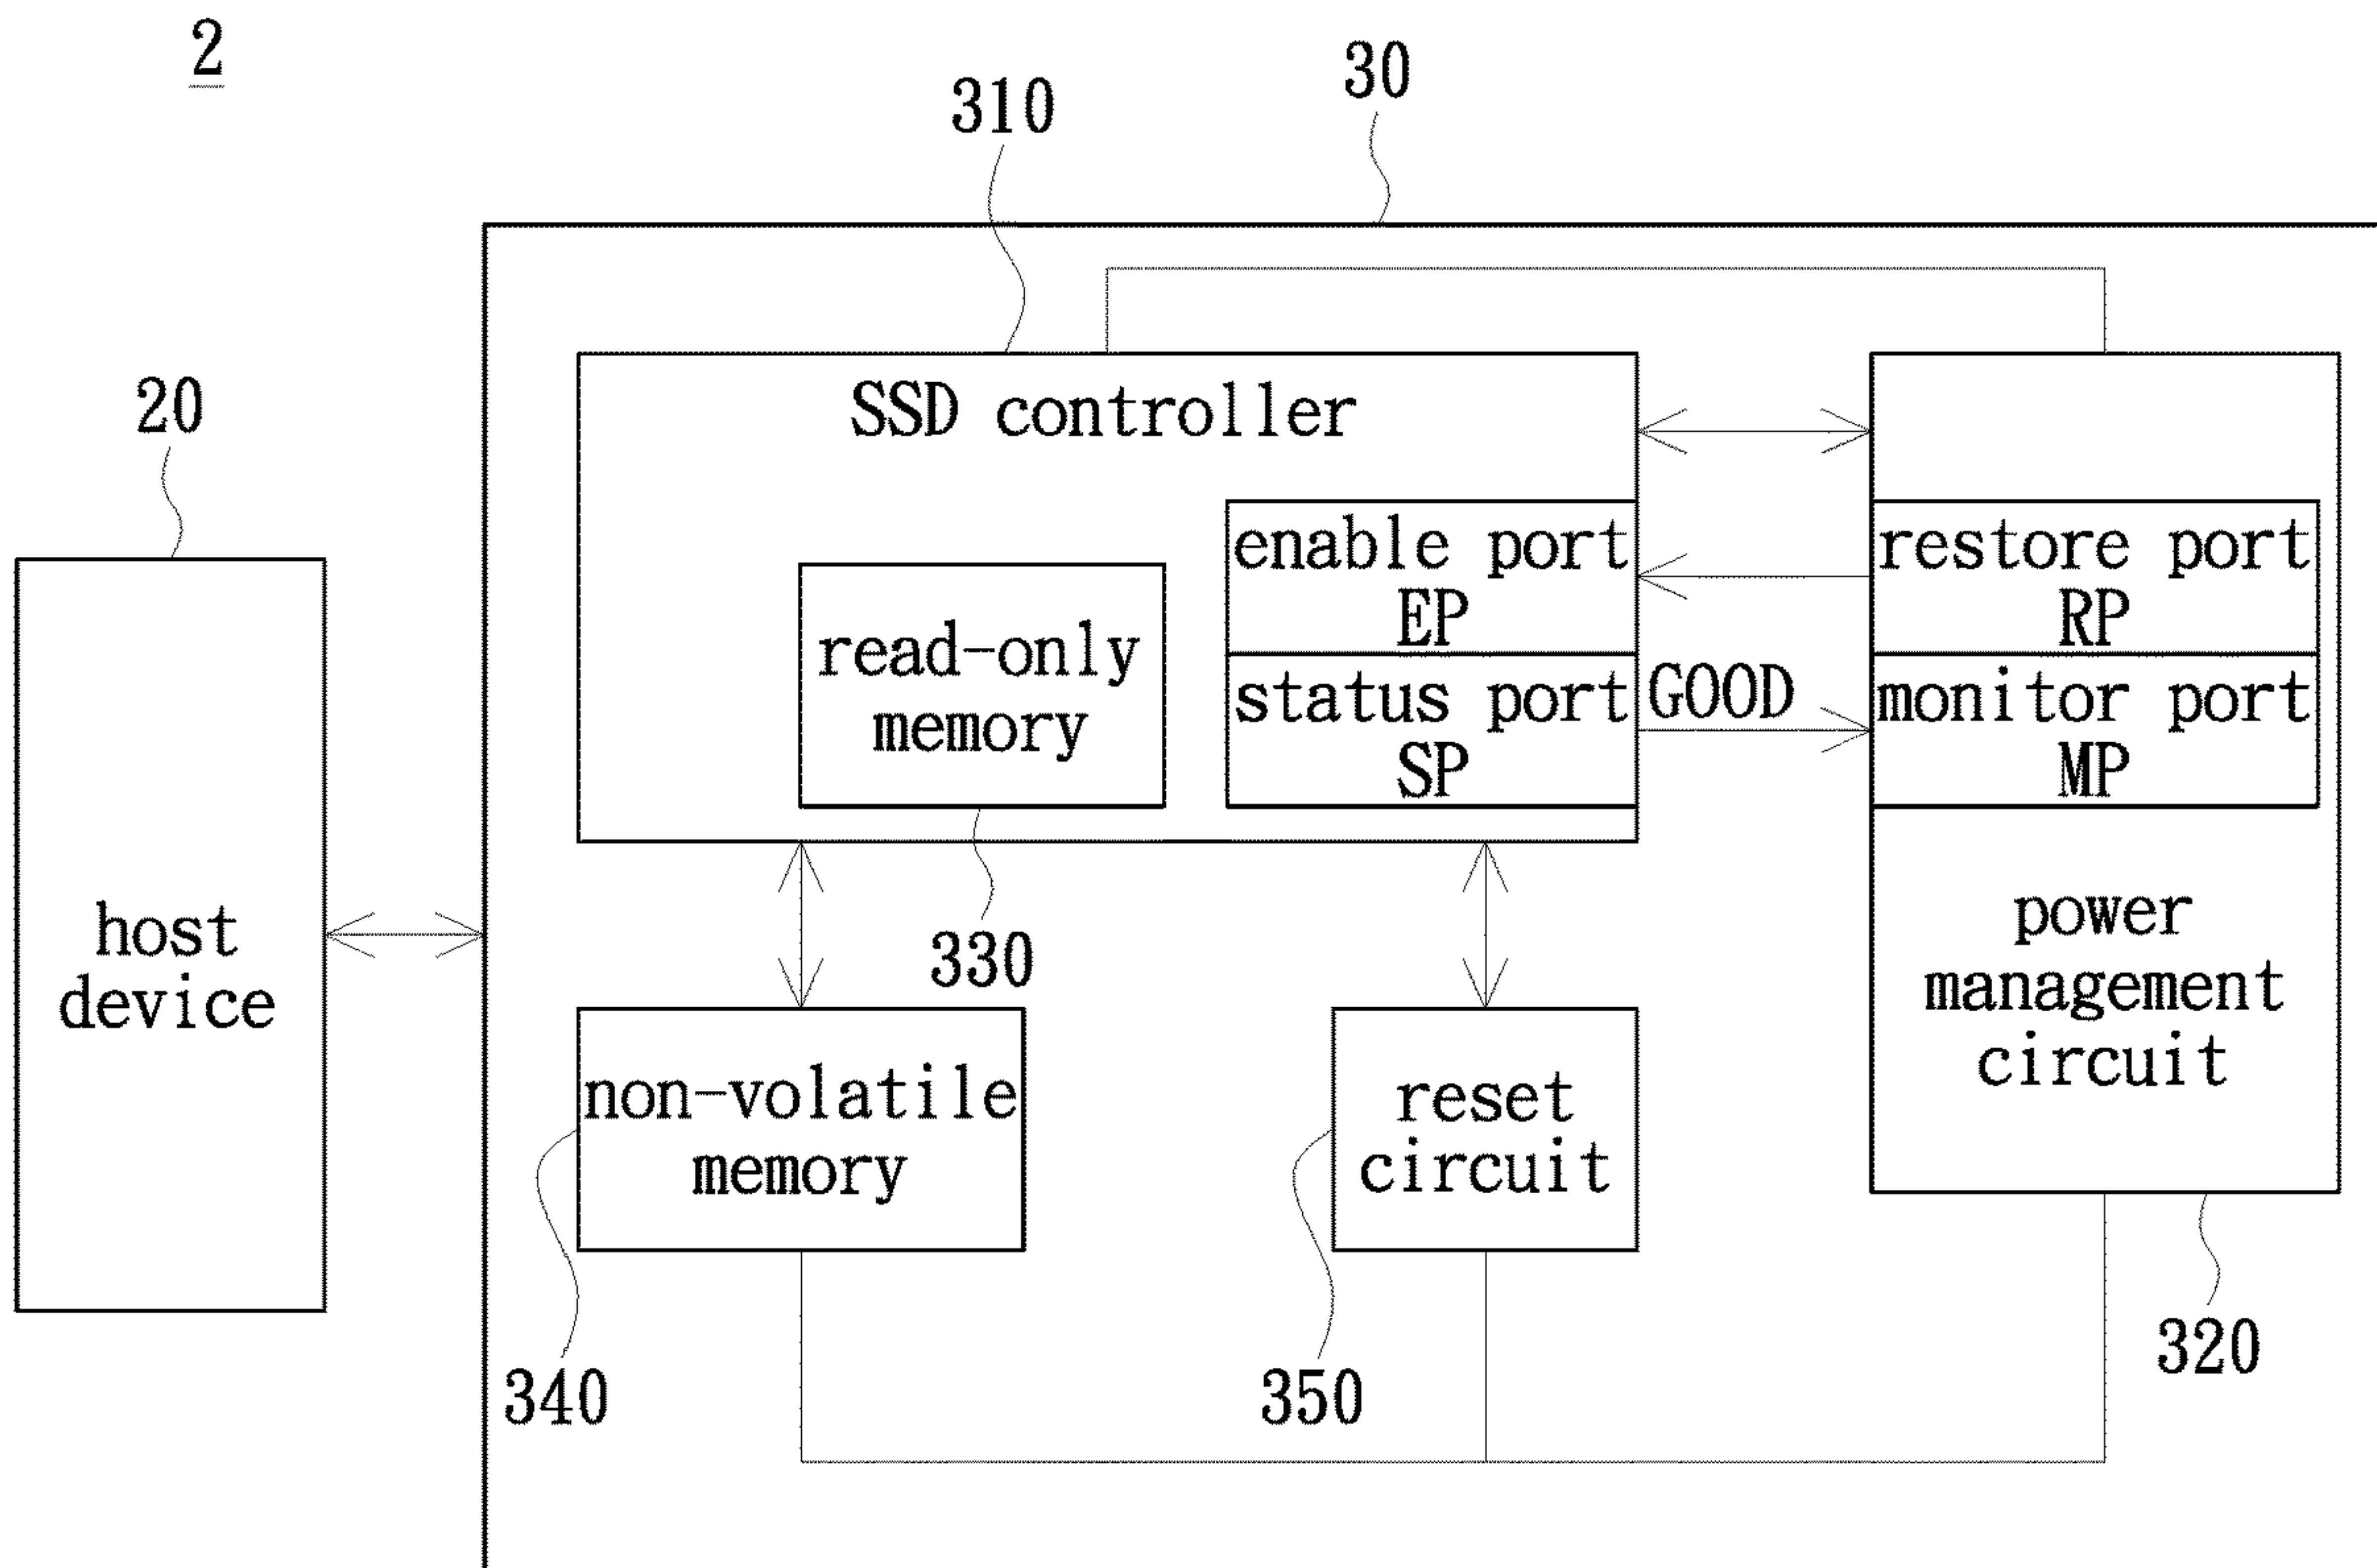 2
30
310
20
SSD controller
enable port
EP
restore port
RP
read-only
memory
status port
SP
GOOD
monitor port
MP
host
device
330
power
management
circuit
non-volatile
memory
reset
circuit
320
340
350